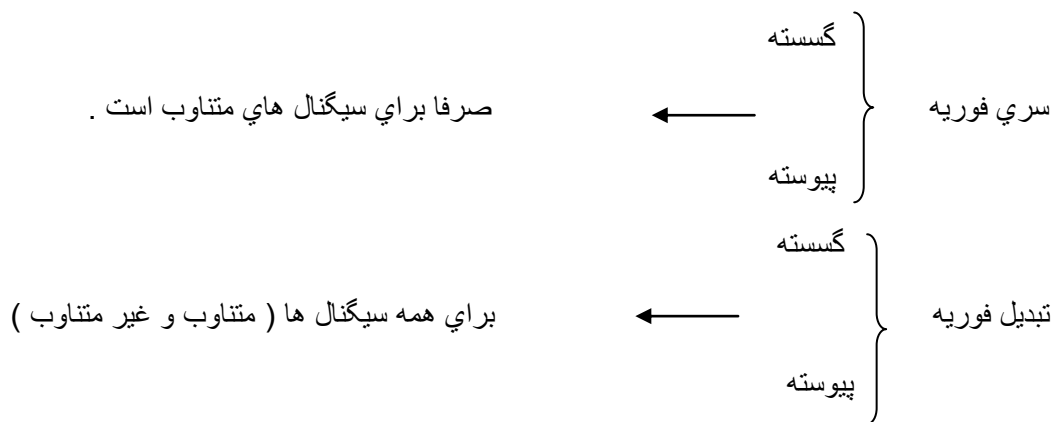 گسسته
سري فوريه
صرفا براي سيگنال هاي متناوب است .
پيوسته
گسسته
تبديل فوريه
براي همه سيگنال ها ( متناوب و غير متناوب )
پيوسته